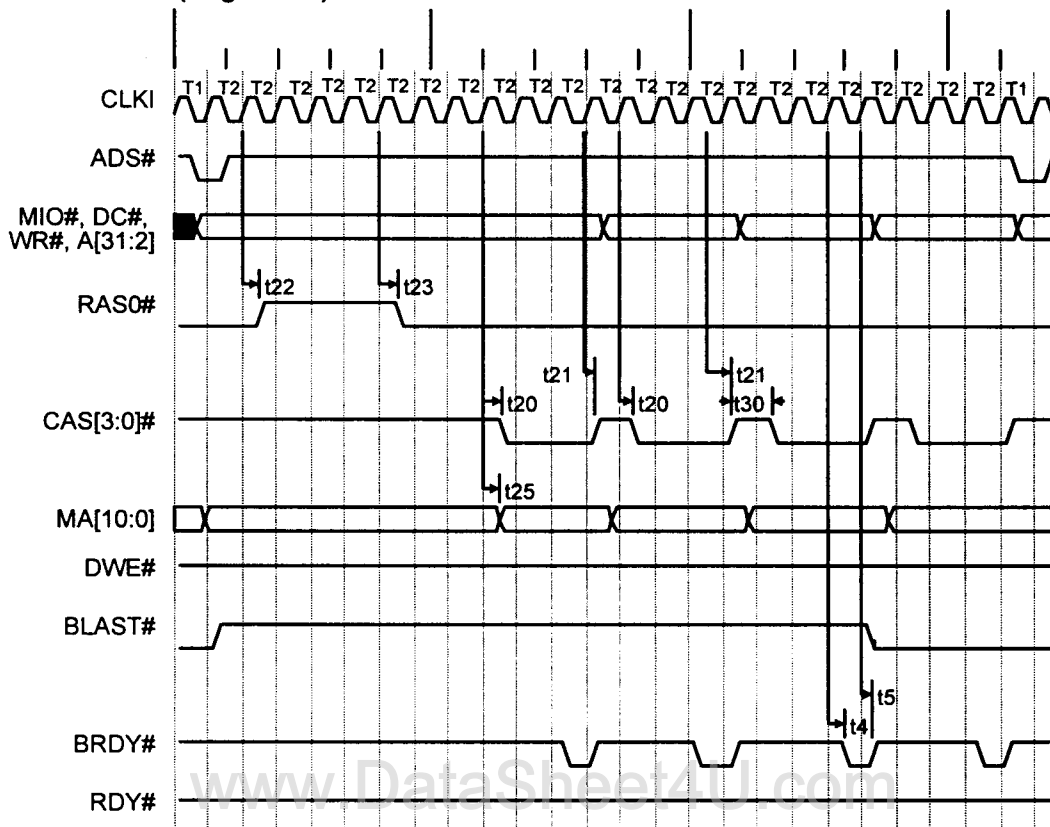 T1 T2 T2 T2 T2 T2 T2 T2 T2 T2 T2 T2 T2 T2 T2 T2 T2 T2 T2 T2 T2 T2 T2 T2 T1
CLKI
ADS#
MIO#, DC#,
WR#, A[31:2]
t22
t23
RAS0#
t21
t21
t20
t20
t30
CAS[3:0]#
t25
MA[10:0]
DWE#
BLAST#
t5
t4
BRDY#
www.DataSheet4U.com
RDY#